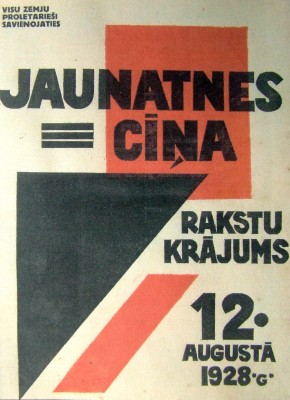 VISU ZEMJU
PROLETARIEŠI
SAVIENOJATIES
JAUNATNES
CĪŅA
RAKSTU
KRĀJUMS
12.
AUGUSTĀ
1928.G.